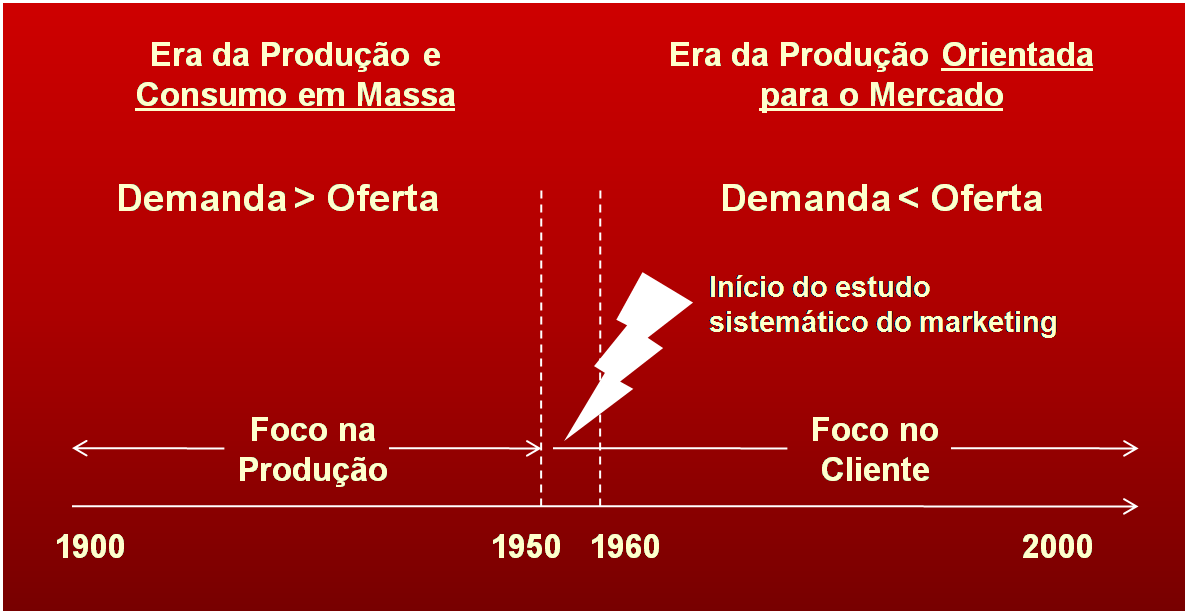 Era da Produção e
Consumo em Massa
Era da Produção Orientada
para o Mercado
Demanda > Oferta
Demanda < Oferta
Início do estudo
sistemático do marketing
Foco na
Produção
Foco no
Cliente
1900
1950
1960
2000